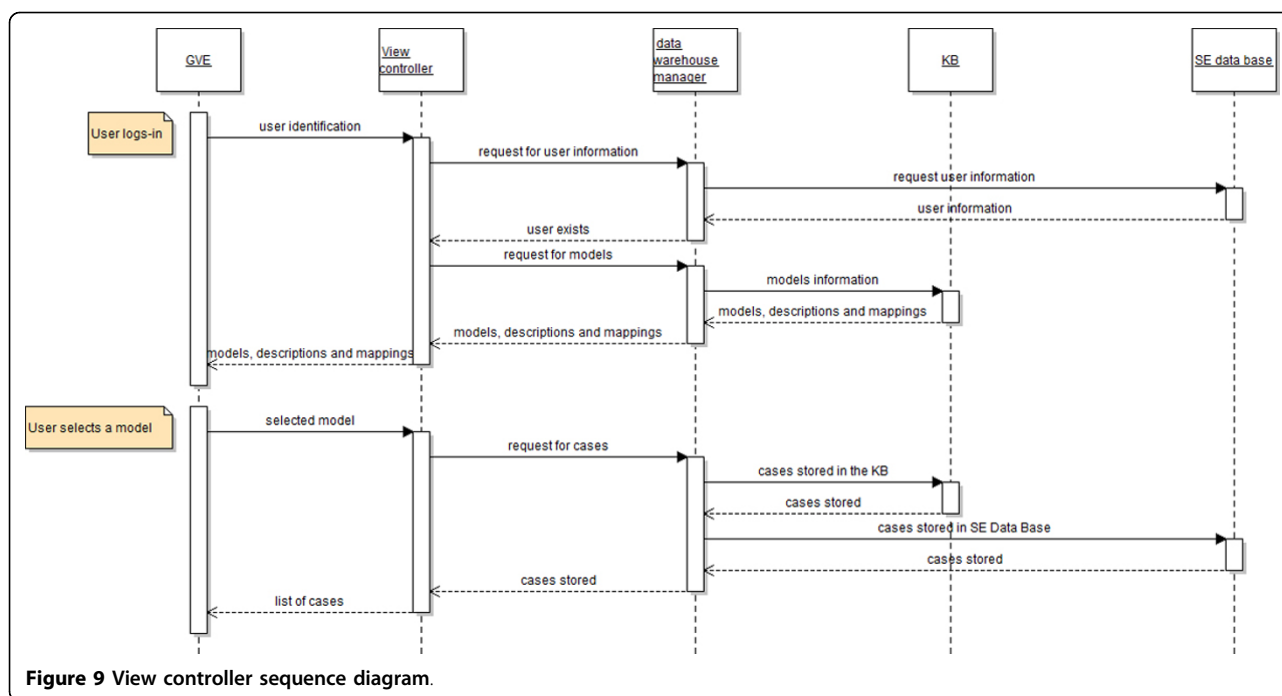 GVE
View
controller
data
warehouse
manager
KB
SE data base
User logs-in
user identification
request for user information
request user information
user information
user exists
request for models
models information
models, descriptions and mappings
models, descriptions and mappings
models, descriptions and mappings
User selects a model
selected model
request for cases
cases stored in the KB
cases stored
cases stored in SE Data Base
cases stored
cases stored
list of cases
Figure 9 View controller sequence diagram.